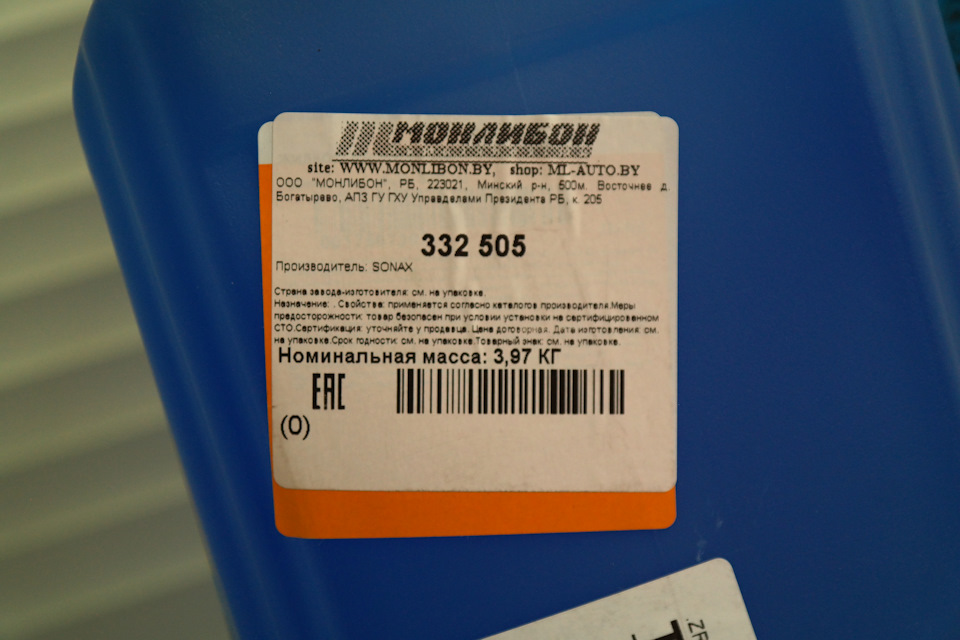 МОНЛИБОН
site: WWW.MONLIBON.BY, shop: ML-AUTO.BY
ООО "МОНЛИБОН", РБ, 223021, Минский р-н, 500м. Восточнее д.
Богатырево, АПЗ ГУ ГХУ Управделами Президента РБ, к. 205
332 505
Производитель: SONAX
Страна завода-изготовителя: см. на упаковке.
Назначение: . Свойства: применяется согласно каталогов производителя.Меры
предосторожности: товар безопасен при условии установки на сертифицированном
СТО.Сертификация: уточняйте у продавца. Цена договорная. Дата изготовления: см.
на упаковке.Срок годности: см. на упаковке.Товарный знак: см. на упаковке.
Номинальная масса: 3,97 КГ
EAC
(0)